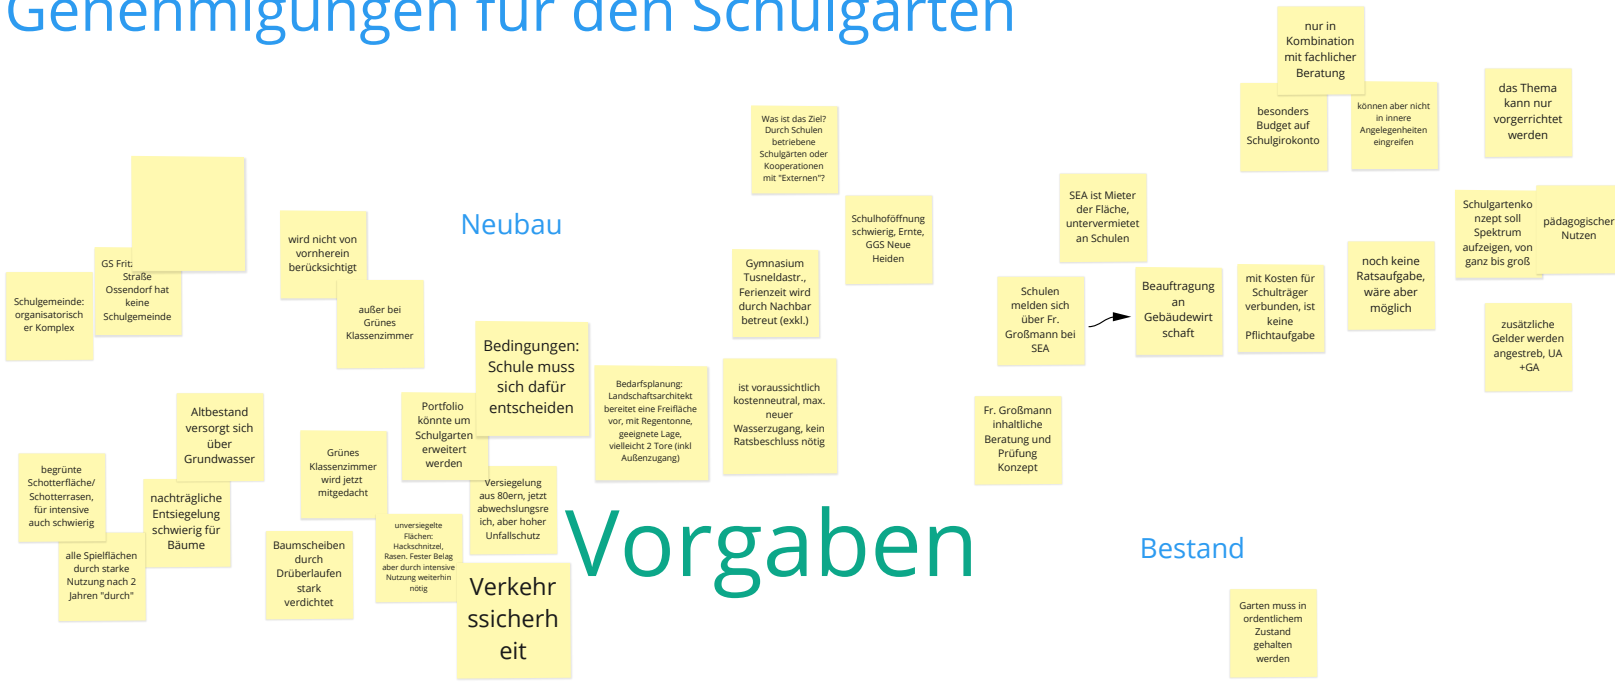 Genehmigungen für den Schulgarten
nur in
Kombination
mit fachlicher
Beratung
besonders
Budget auf
Schulgirokonto
können aber nicht
in innere
Angelegenheiten
eingreifen
das Thema
kann nur
vorgerrichtet
werden
Was ist das Ziel?
Durch Schulen
betriebene
Schulgärten oder
Kooperationen
mit "Externen"?
SEA ist Mieter
der Fläche,
untervermietet
an Schulen
Schulhoföffnung
schwierig, Ernte,
GGS Neue
Heiden
Schulgartenko
nzept soll
Spektrum
aufzeigen, von
ganz bis groß
pädagogischer
Nutzen
Neubau
wird nicht von
vornherein
berücksichtigt
außer bei
Grünes
Klassenzimmer
GS
Straße
Ossendorf hat
keine
Schulgemeinde
Schulgemeinde:
organisatorisch
er Komplex
Gymnasium
Tusneldastr.,
Ferienzeit wird
durch Nachbar
betreut (exkl.)
Schulen
melden sich
über Fr.
Großmann bei
SEA
Beauftragung
an
Gebäudewirt
schaft
mit Kosten für
Schulträger
verbunden, ist
keine
Pflichtaufgabe
noch keine
Ratsaufgabe,
wäre aber
möglich
zusätzliche
Gelder werden
angestreb, UA
+GA
Bedingungen:
Schule muss
sich dafür
entscheiden
Bedarfsplanung:
Landschaftsarchitekt
bereitet eine Freifläche
vor, mit Regentonne,
geeignete Lage,
vielleicht 2 Tore (inkl
Außenzugang)
ist voraussichtlich
kostenneutral, max.
neuer
Wasserzugang, kein
Ratsbeschluss nötig
Fr. Großmann
inhaltliche
Beratung und
Prüfung
Konzept
Altbestand
versorgt sich
über
Grundwasser
Portfolio
könnte um
Schulgarten
erweitert
werden
Grünes
Klassenzimmer
wird jetzt
mitgedacht
begrünte
Schotterfläche/
Schotterrasen,
für intensive
auch schwierig
nachträgliche
Entsiegelung
schwierig für
Bäume
Versiegelung
aus 80ern, jetzt
abwechslungsre
ich, aber hoher
Unfallschutz
alle Spielflächen
durch starke
Nutzung nach 2
Jahren "durch"
Baumscheiben
durch
Drüberlaufen
stark
verdichtet
unversiegelte
Flächen:
Hackschnitzel,
Rasen. Fester Belag
aber durch intensive
Nutzung weiterhin
nötig
Verkehr
ssicherh
eit
Vorgaben
Bestand
Garten muss in
ordentlichem
Zustand
gehalten
werden